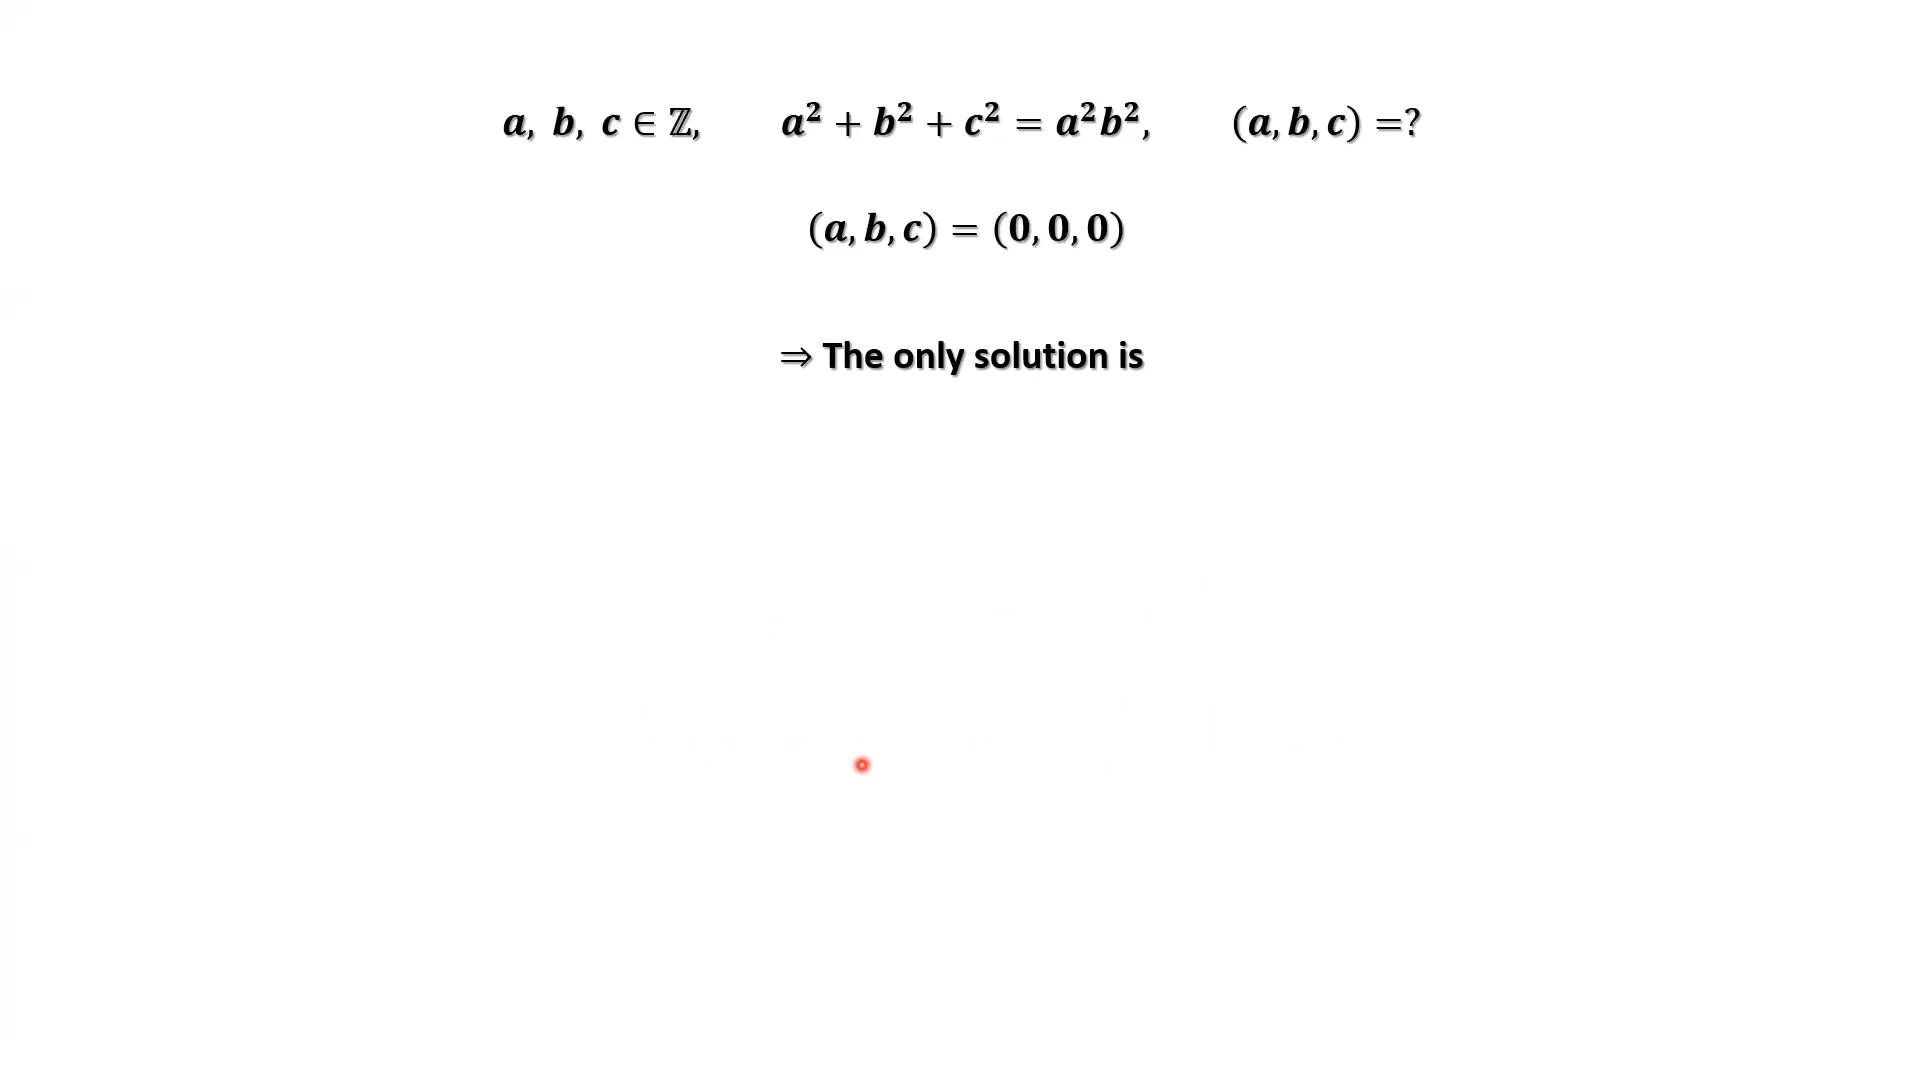 a, b, c ∈ ℤ, a² + b² + c² = a²b², (a, b, c) =?
(a, b, c) = (0, 0, 0)
⇒ The only solution is